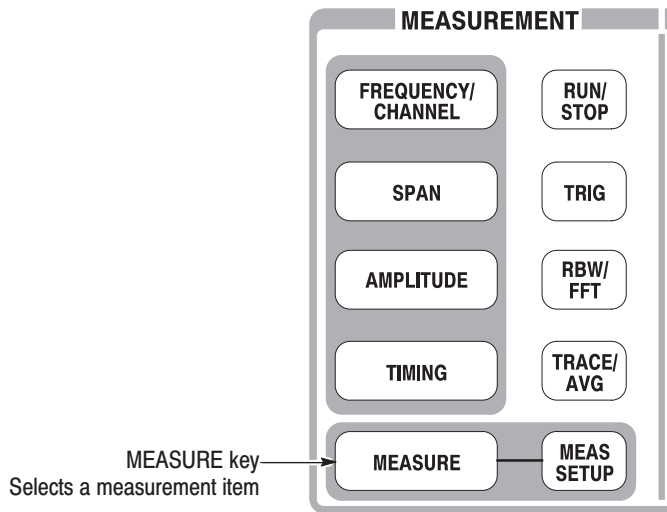 MEASUREMENT
FREQUENCY/
CHANNEL
RUN/
STOP
SPAN
TRIG
AMPLITUDE
RBW/
FFT
TIMING
TRACE/
AVG
MEASURE key
Selects a measurement item
MEASURE
MEAS
SETUP